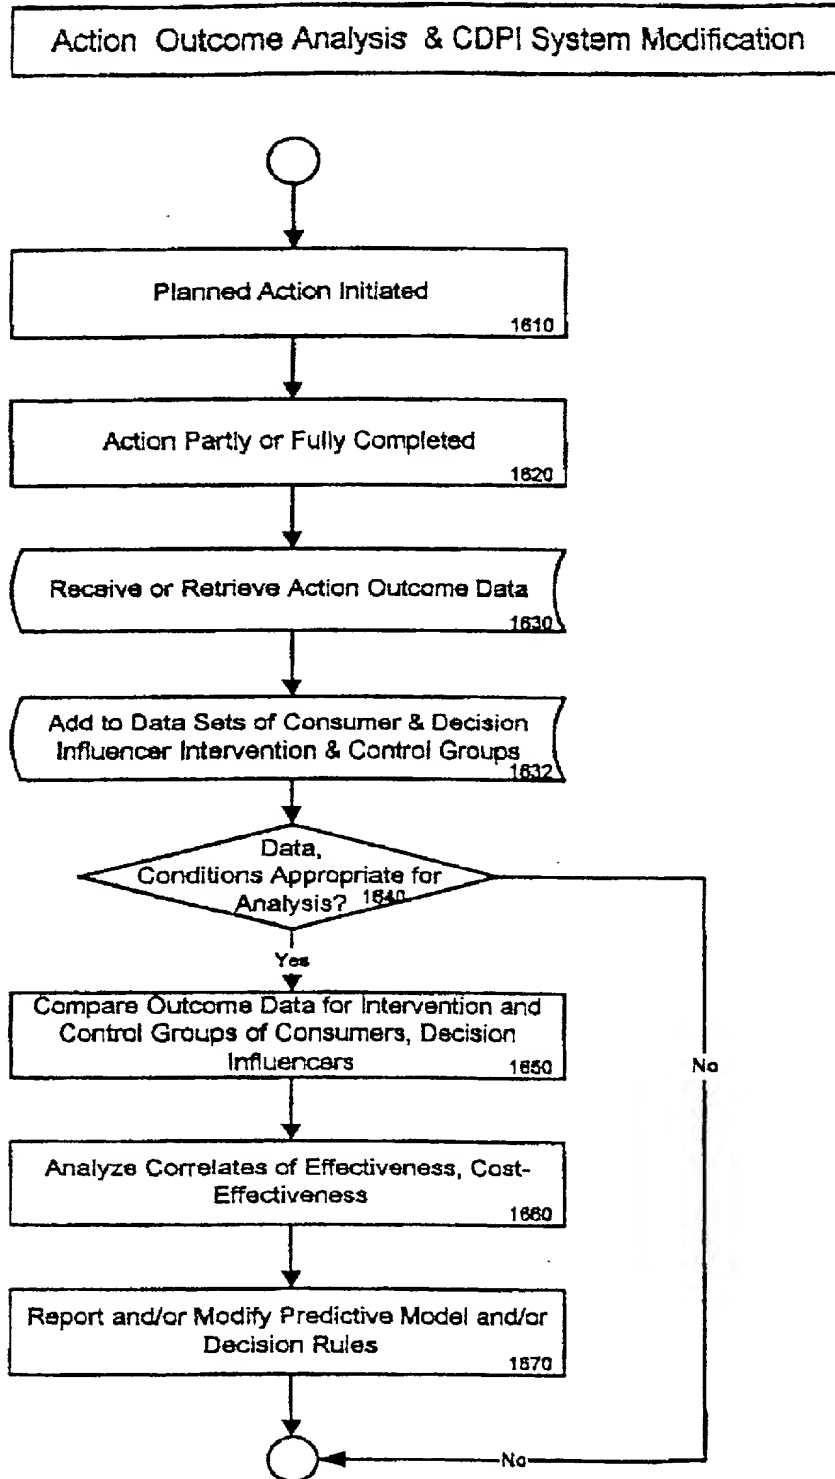 Action Outcome Analysis & CDPI System Modification
Planned Action Initiated
1610
Action Partly or Fully Completed
1620
Receive or Retrieve Action Outcome Data
1630
Add to Data Sets of Consumer & Decision
Influencer Intervention & Control Groups
1632
Data,
Conditions Appropriate for
Analysis? 1640
Yes
Compare Outcome Data for Intervention and
Control Groups of Consumers, Decision
Influencers
1650
No
Analyze Correlates of Effectiveness, Cost-
Effectiveness
1660
Report and/or Modify Predictive Model and/or
Decision Rules
1670
No